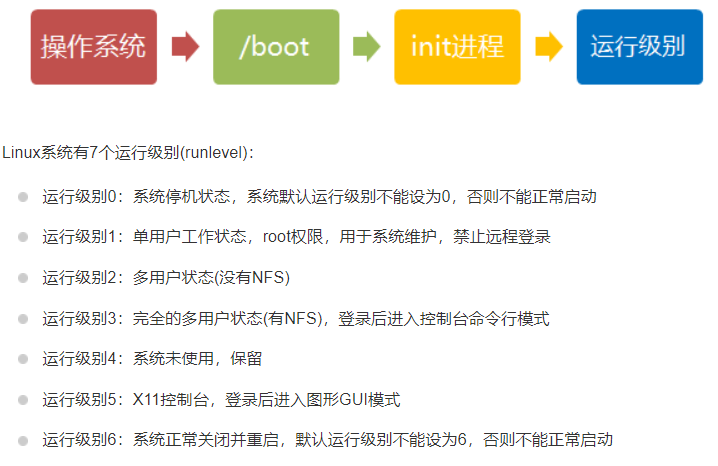 操作系统 /boot init进程 运行级别
Linux系统有7个运行级别(runlevel)：
运行级别0：系统停机状态，系统默认运行级别不能设为0，否则不能正常启动
运行级别1：单用户工作状态，root权限，用于系统维护，禁止远程登录
运行级别2：多用户状态(没有NFS)
运行级别3：完全的多用户状态(有NFS)，登录后进入控制台命令行模式
运行级别4：系统未使用，保留
运行级别5：X11控制台，登录后进入图形GUI模式
运行级别6：系统正常关闭并重启，默认运行级别不能设为6，否则不能正常启动